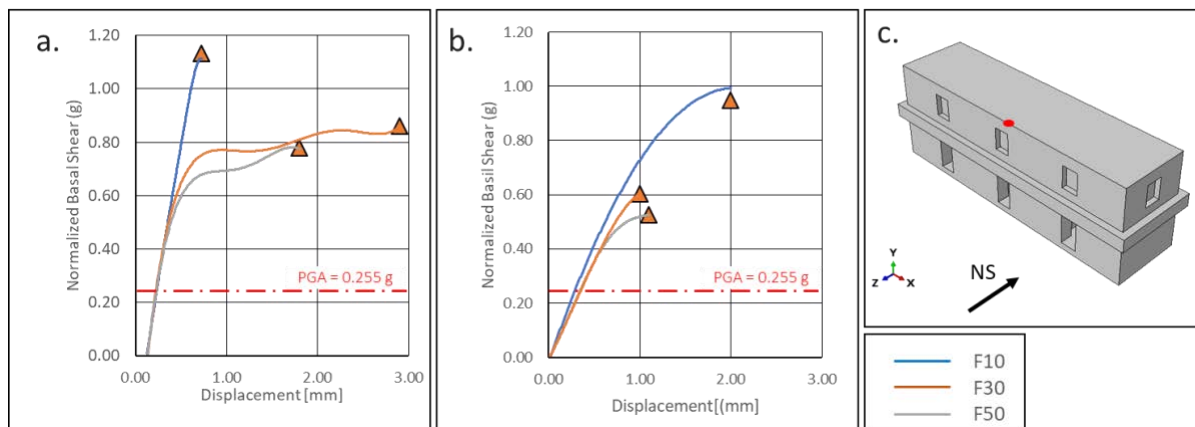 a.
Normalized Basal Shear (g)
1.20
1.00
0.80
0.60
0.40
0.20
0.00
PGA = 0.255 g
0.00 1.00 2.00 3.00
Displacement [mm]
b.
Normalized Basil Shear (g)
1.20
1.00
0.80
0.60
0.40
0.20
0.00
PGA = 0.255 g
0.00 1.00 2.00 3.00
Displacement[(mm)
c.
Y
Z X
NS
F10
F30
F50